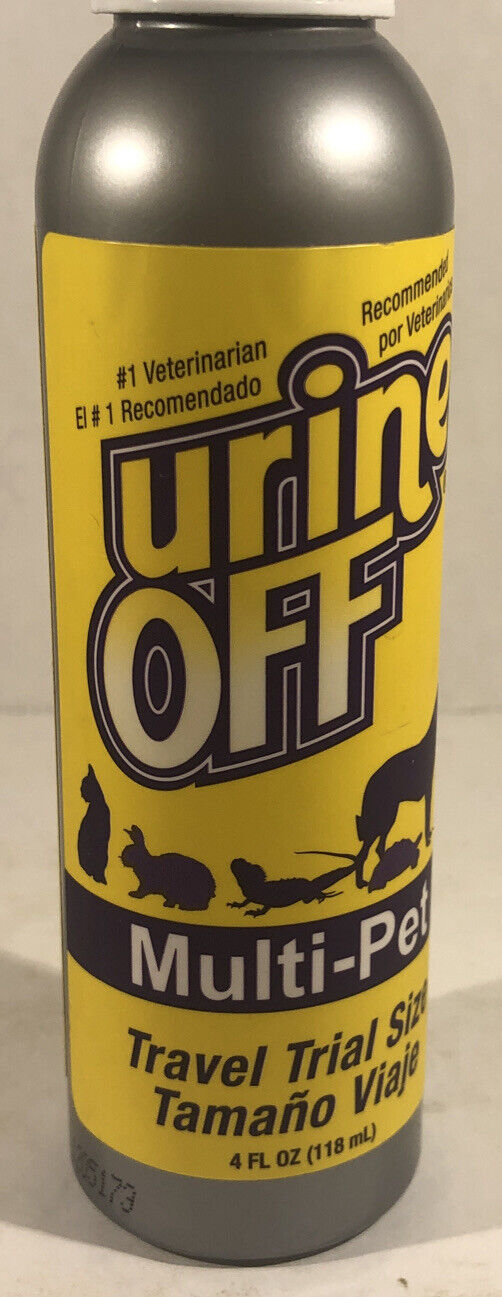 #1 Veterinarian Recommended
El # 1 Recomendado por Veterinarios
urine
OFF
Multi-Pet
Travel Trial Size
Tamaño Viaje
4 FL OZ (118 mL)